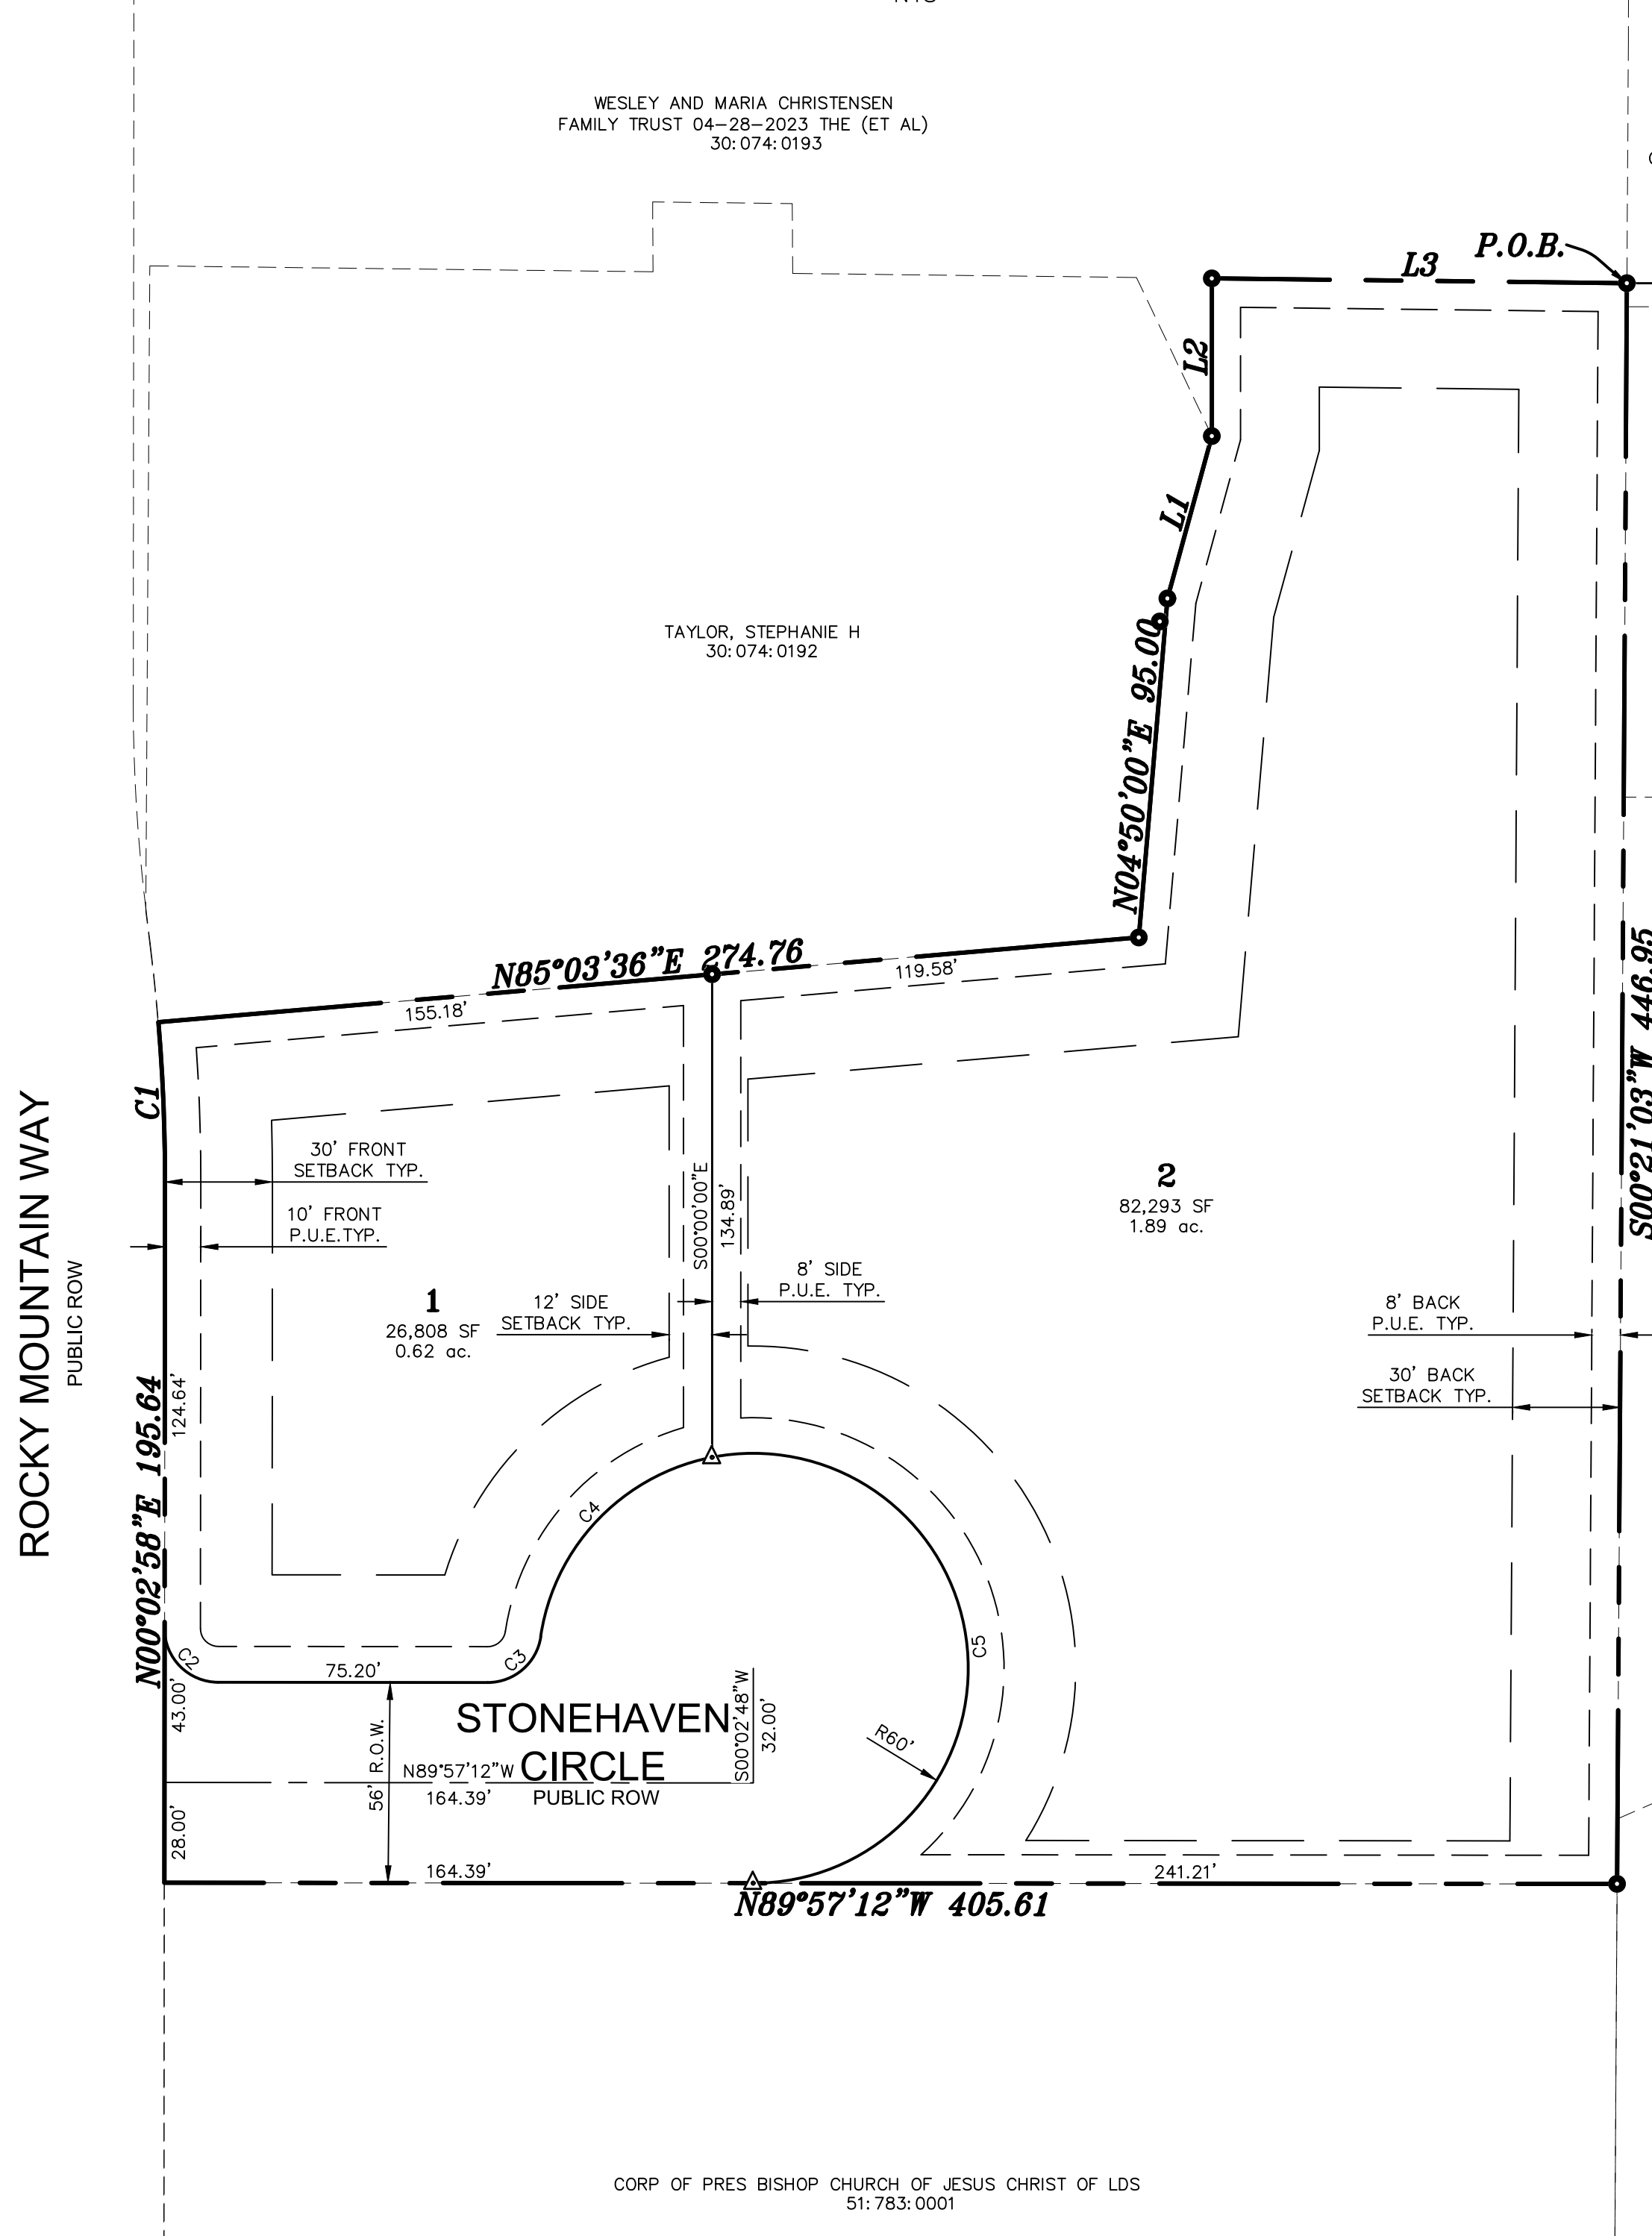 WESLEY AND MARIA CHRISTENSEN
FAMILY TRUST 04-28-2023 THE (ET AL)
30:074:0193
P.O.B.
L3
L2
L1
TAYLOR, STEPHANIE H
30:074:0192
N04°50'00"E 95.00
N85°03'36"E 274.76
119.58'
155.18'
S00°21'03"W 446.95
C1
ROCKY MOUNTAIN WAY
PUBLIC ROW
30' FRONT
SETBACK TYP.
10' FRONT
P.U.E.TYP.
S00°00'00"E
134.89'
2
82,293 SF
1.89 ac.
8' SIDE
P.U.E. TYP.
12' SIDE
SETBACK TYP.
1
26,808 SF
0.62 ac.
8' BACK
P.U.E. TYP.
30' BACK
SETBACK TYP.
N00°02'58"E 195.64
124.64'
C4
C5
C2
C3
75.20'
43.00'
STONEHAVEN
CIRCLE
PUBLIC ROW
S00°02'48"W
32.00'
R60'
56' R.O.W.
N89°57'12"W
164.39'
28.00'
164.39'
241.21'
N89°57'12"W 405.61
CORP OF PRES BISHOP CHURCH OF JESUS CHRIST OF LDS
51:783:0001